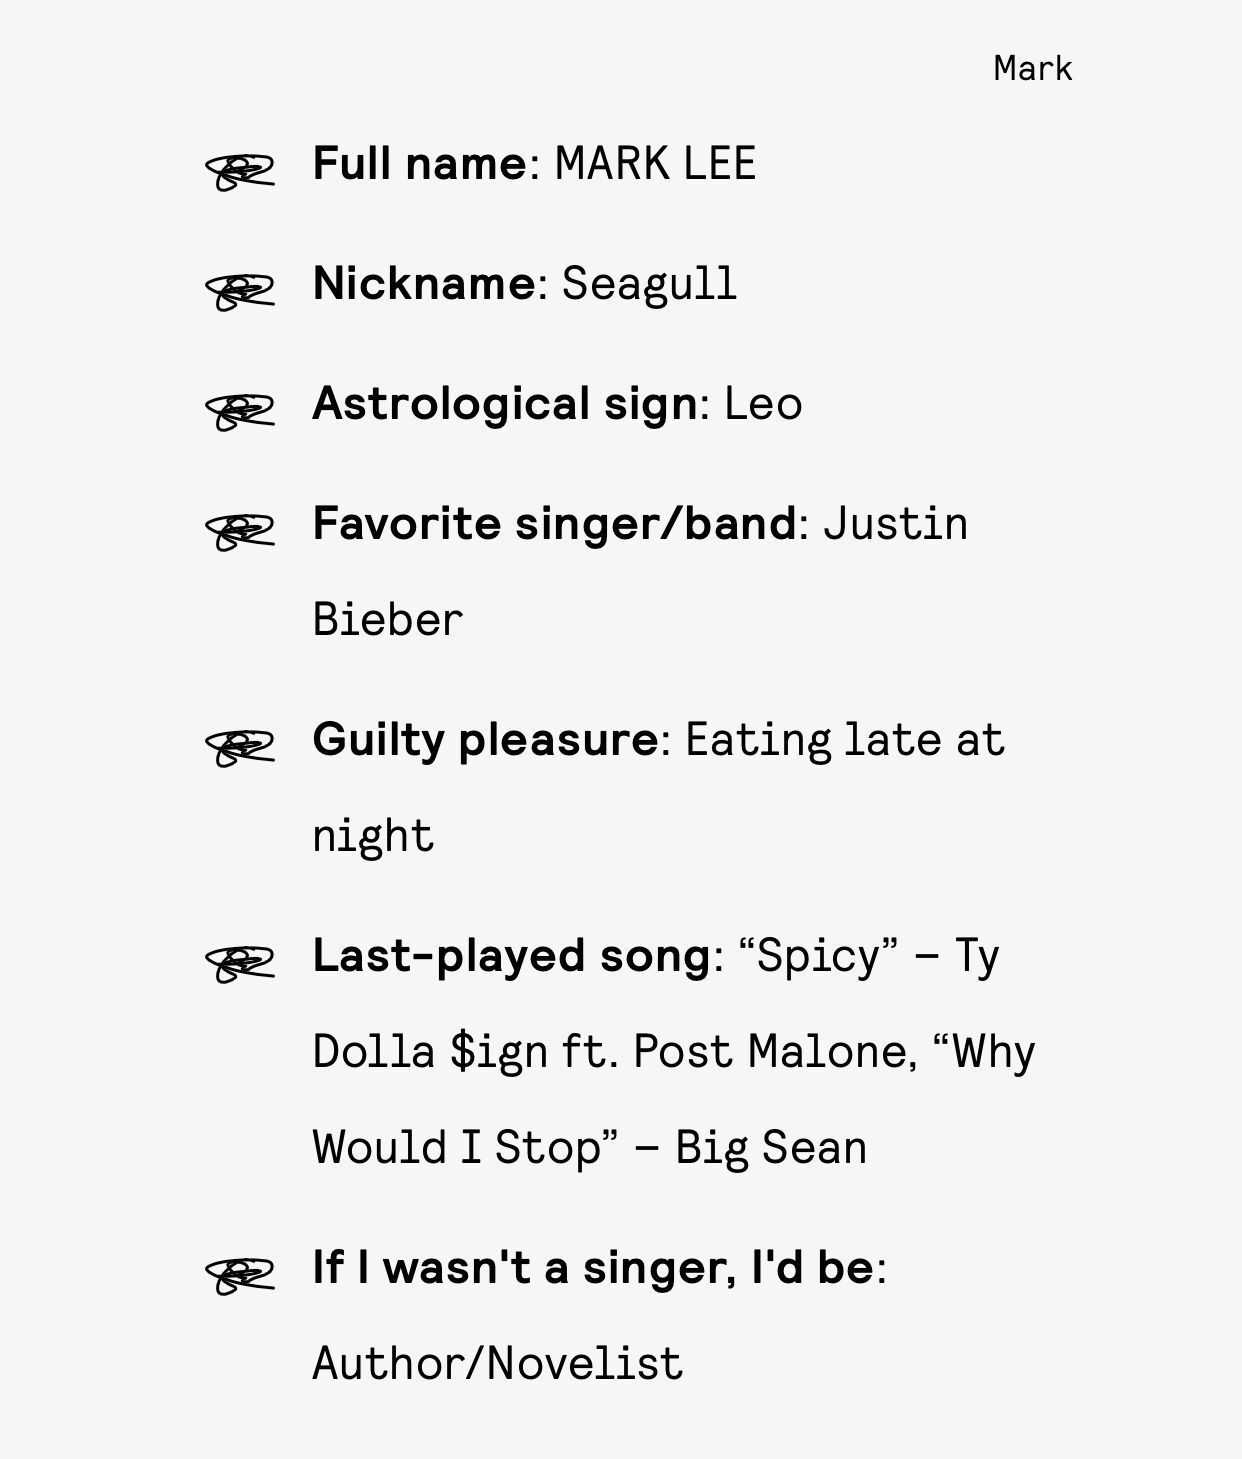 Mark
Full name: MARK LEE
Nickname: Seagull
Astrological sign: Leo
Favorite singer/band: Justin
Bieber
Guilty pleasure: Eating late at
night
Last-played song: “Spicy” – Ty
Dolla $ign ft. Post Malone, “Why
Would I Stop” – Big Sean
If I wasn't a singer, I'd be:
Author/Novelist